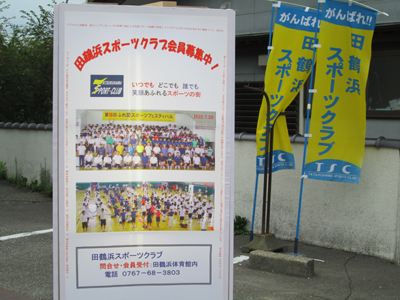 田鶴浜スポーツクラブ会員募集中!
SPORT・CLUB
いつでも どこでも 誰でも
笑顔あふれるスポーツの街
田鶴浜スポーツクラブ
問合せ・会員受付/田鶴浜体育館内
電話 0767-68-3803
がんばれ!!
田鶴浜スポーツクラブ
TSC
がんばれ!!
田鶴浜スポーツクラブ
TSC